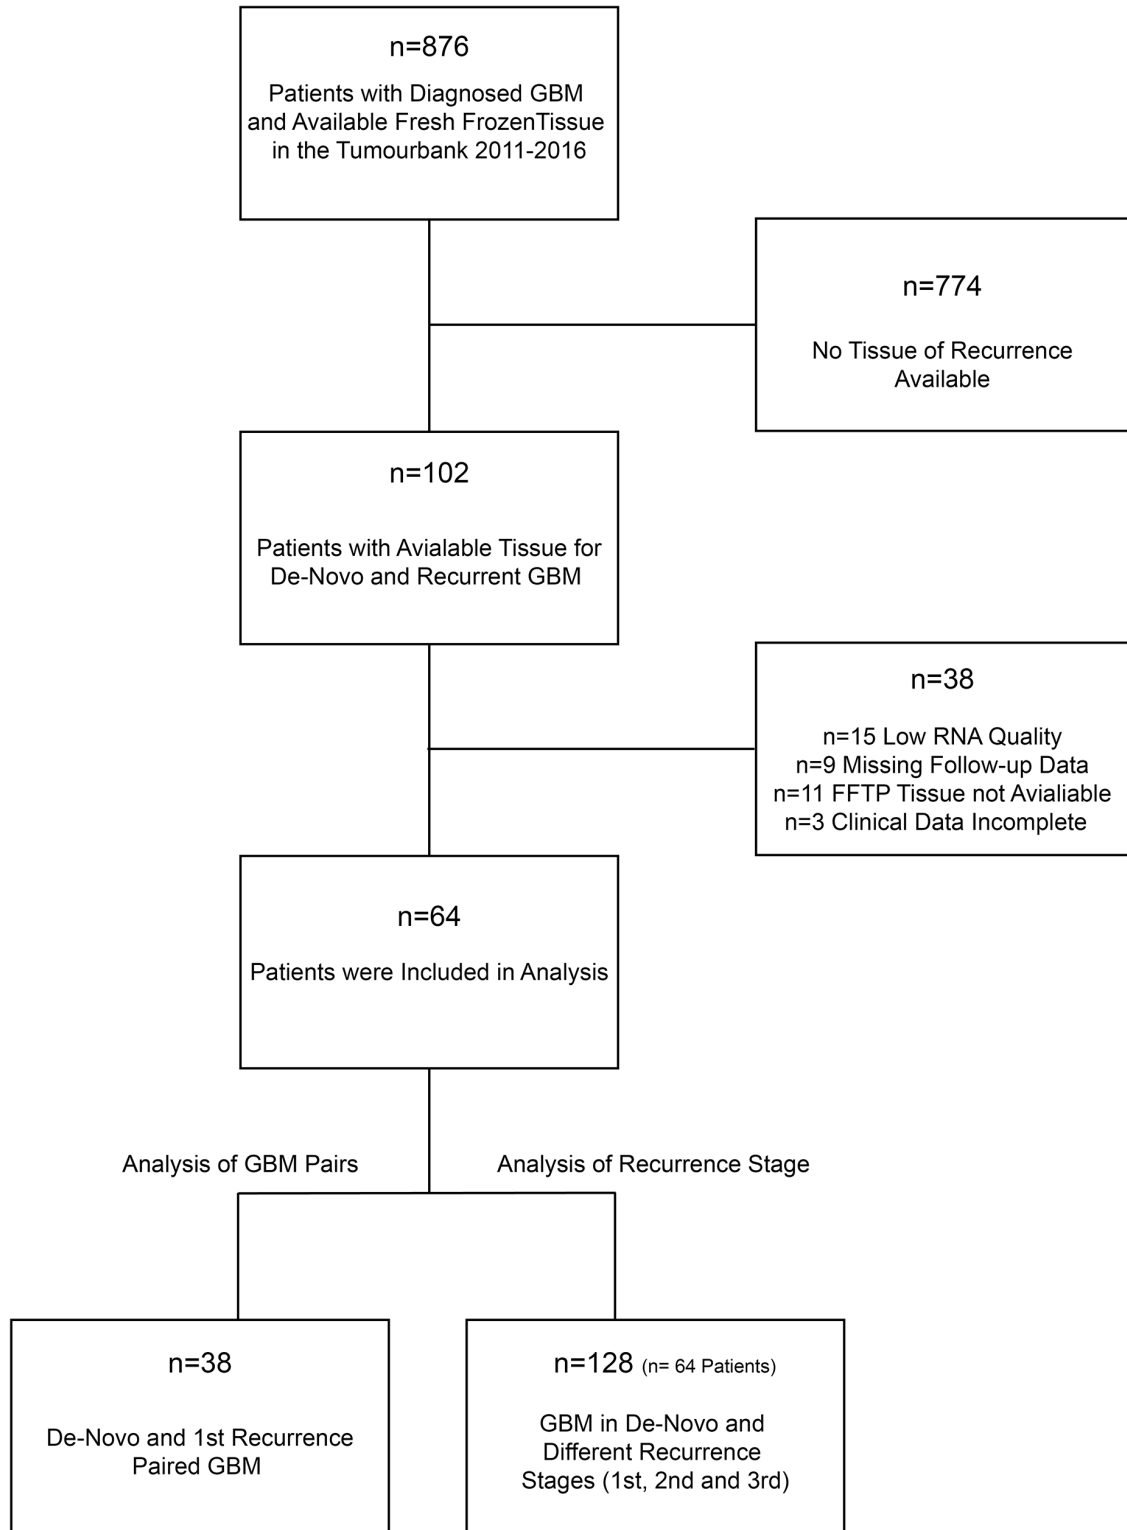 n=876
Patients with Diagnosed GBM
and Available Fresh FrozenTissue
in the Tumourbank 2011-2016
n=774
No Tissue of Recurrence
Available
n=102
Patients with Avialable Tissue for
De-Novo and Recurrent GBM
n=38
n=15 Low RNA Quality
n=9 Missing Follow-up Data
n=11 FFTP Tissue not Avialiable
n=3 Clinical Data Incomplete
n=64
Patients were Included in Analysis
Analysis of GBM Pairs
Analysis of Recurrence Stage
n=38
De-Novo and 1st Recurrence
Paired GBM
n=128 (n= 64 Patients)
GBM in De-Novo and
Different Recurrence
Stages (1st, 2nd and 3rd)